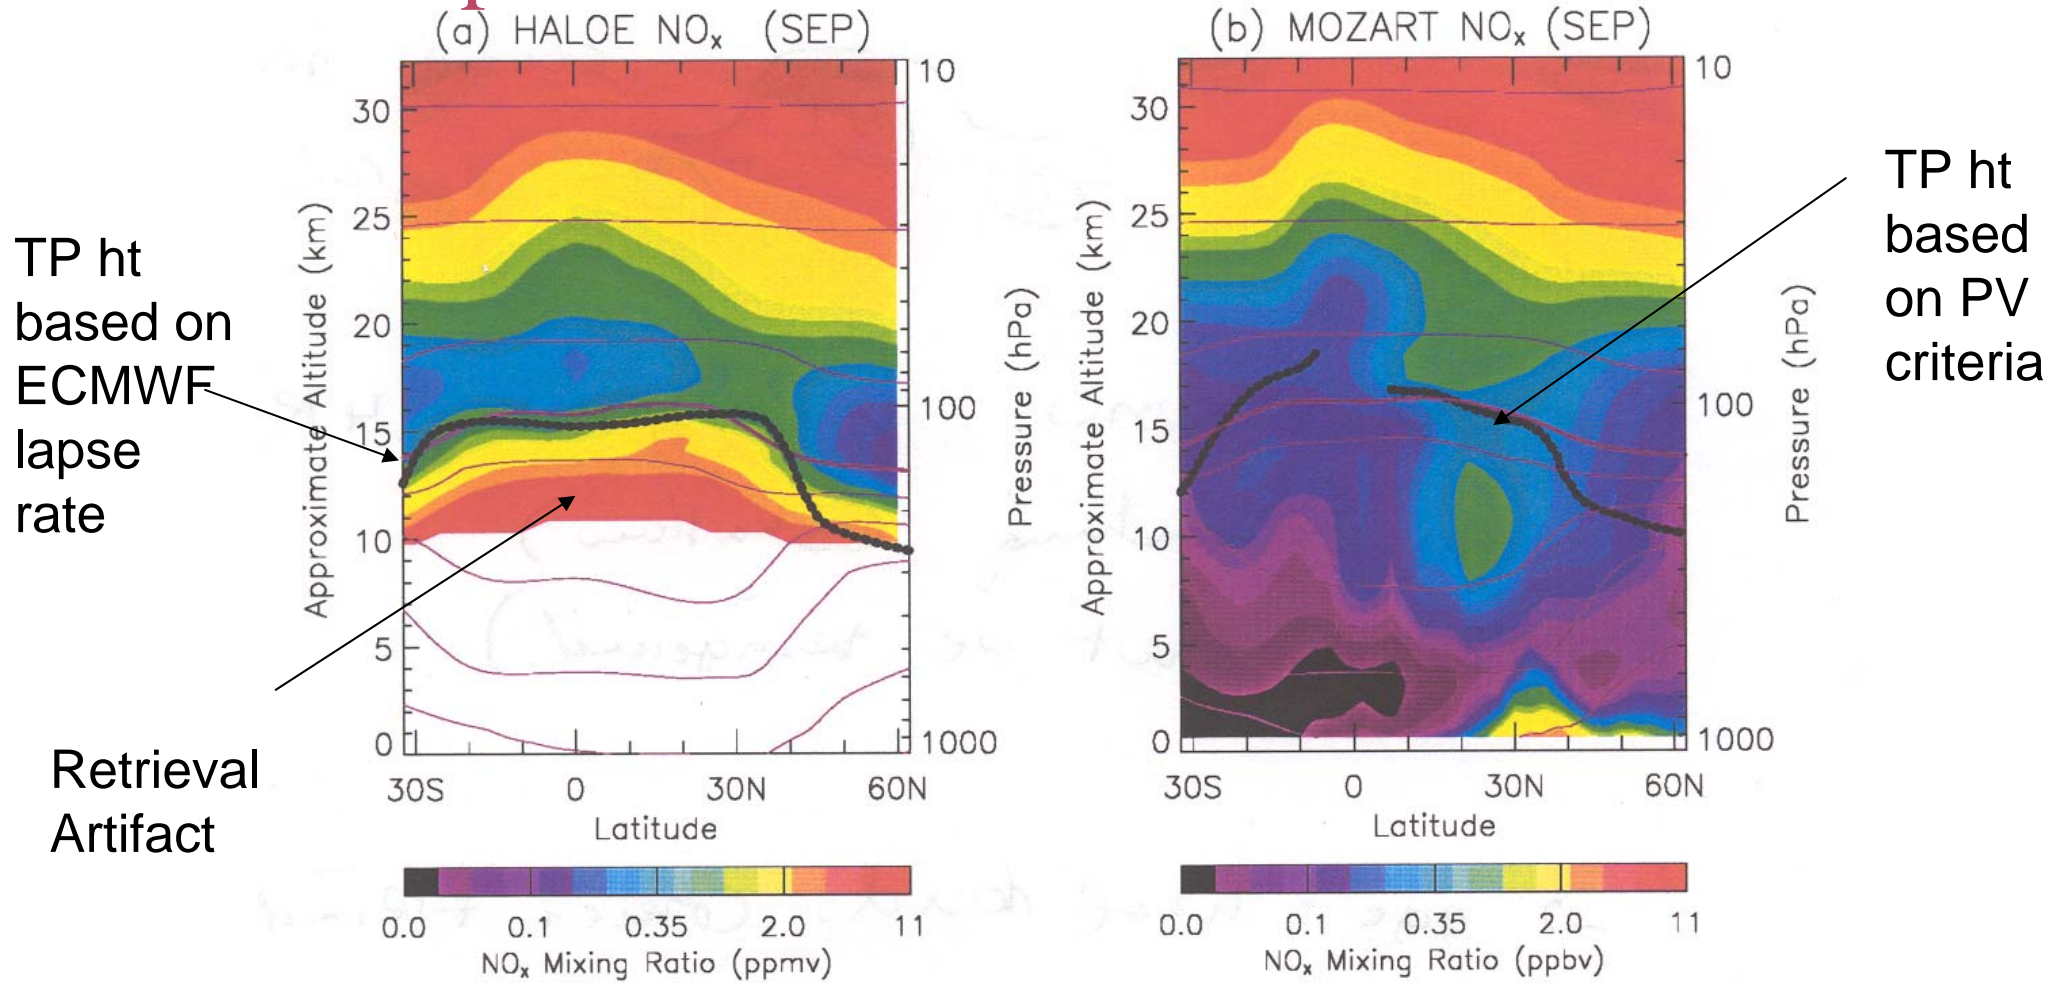 (a) HALOE NOₓ (SEP)
(b) MOZART NOₓ (SEP)
TP ht
based on
ECMWF
lapse
rate
Retrieval
Artifact
Approximate Altitude (km)
30
25
20
15
10
5
0
10
100
1000
Pressure (hPa)
30S 0 30N 60N
Latitude
0.0 0.1 0.35 2.0 11
NOₓ Mixing Ratio (ppmv)
Approximate Altitude (km)
30
25
20
15
10
5
0
10
100
1000
Pressure (hPa)
30S 0 30N 60N
Latitude
0.0 0.1 0.35 2.0 11
NOₓ Mixing Ratio (ppbv)
TP ht
based
on PV
criteria